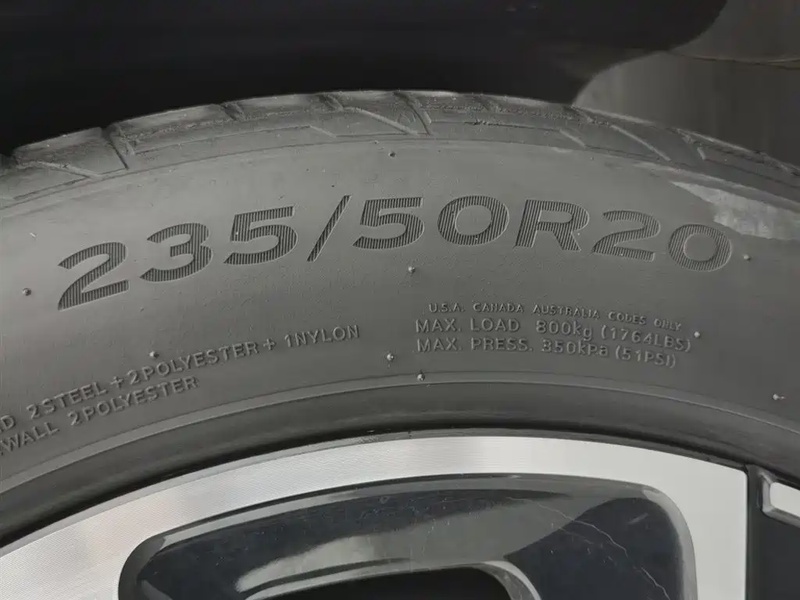 235/50R20
U.S.A. CANADA AUSTRALIA CODES ONLY
MAX. LOAD 800kg (1764LBS)
MAX. PRESS. 350kPa (51PSI)
2STEEL + 2POLYESTER + 1NYLON
WALL 2POLYESTER